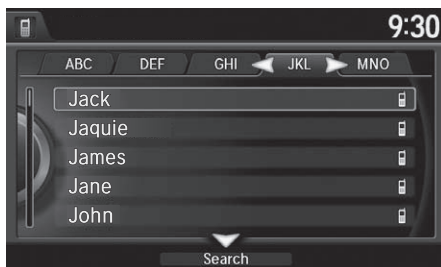 9:30
ABC DEF GHI JKL MNO
Jack
Jaquie
James
Jane
John
Search